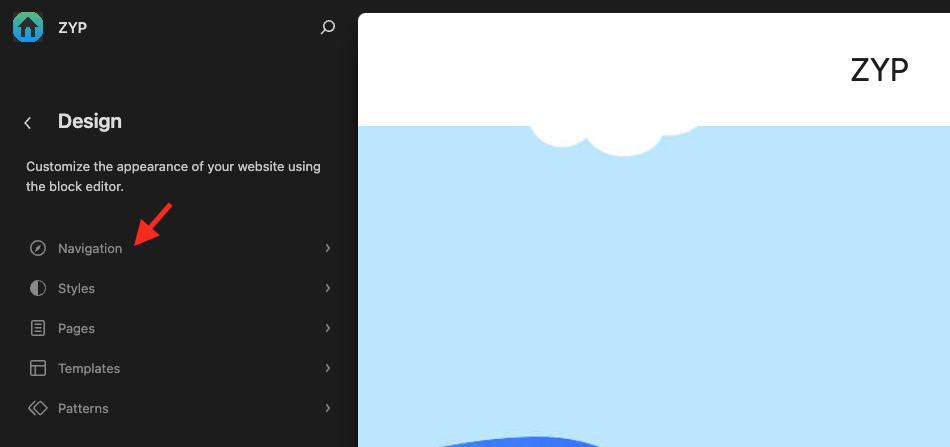 ZYP
Design
Customize the appearance of your website using
the block editor.
Navigation
Styles
Pages
Templates
Patterns
ZYP